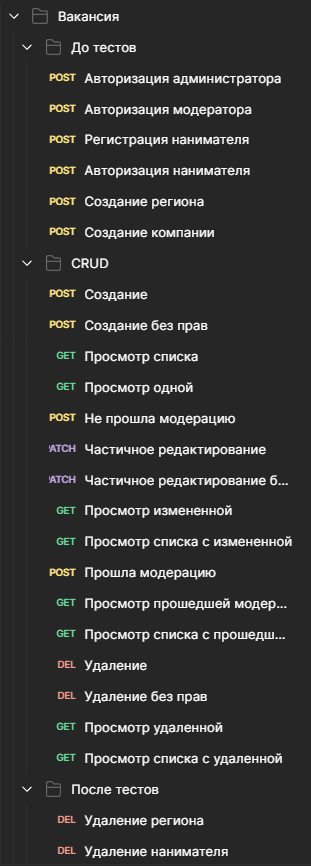 Вакансия
До тестов
POST Авторизация администратора
POST Авторизация модератора
POST Регистрация нанимателя
POST Авторизация нанимателя
POST Создание региона
POST Создание компании
CRUD
POST Создание
POST Создание без прав
GET Просмотр списка
GET Просмотр одной
POST Не прошла модерацию
PATCH Частичное редактирование
PATCH Частичное редактирование б...
GET Просмотр измененной
GET Просмотр списка с измененной
POST Прошла модерацию
GET Просмотр прошедшей модер...
GET Просмотр списка с прошедш...
DEL Удаление
DEL Удаление без прав
GET Просмотр удаленной
GET Просмотр списка с удаленной
После тестов
DEL Удаление региона
DEL Удаление нанимателя